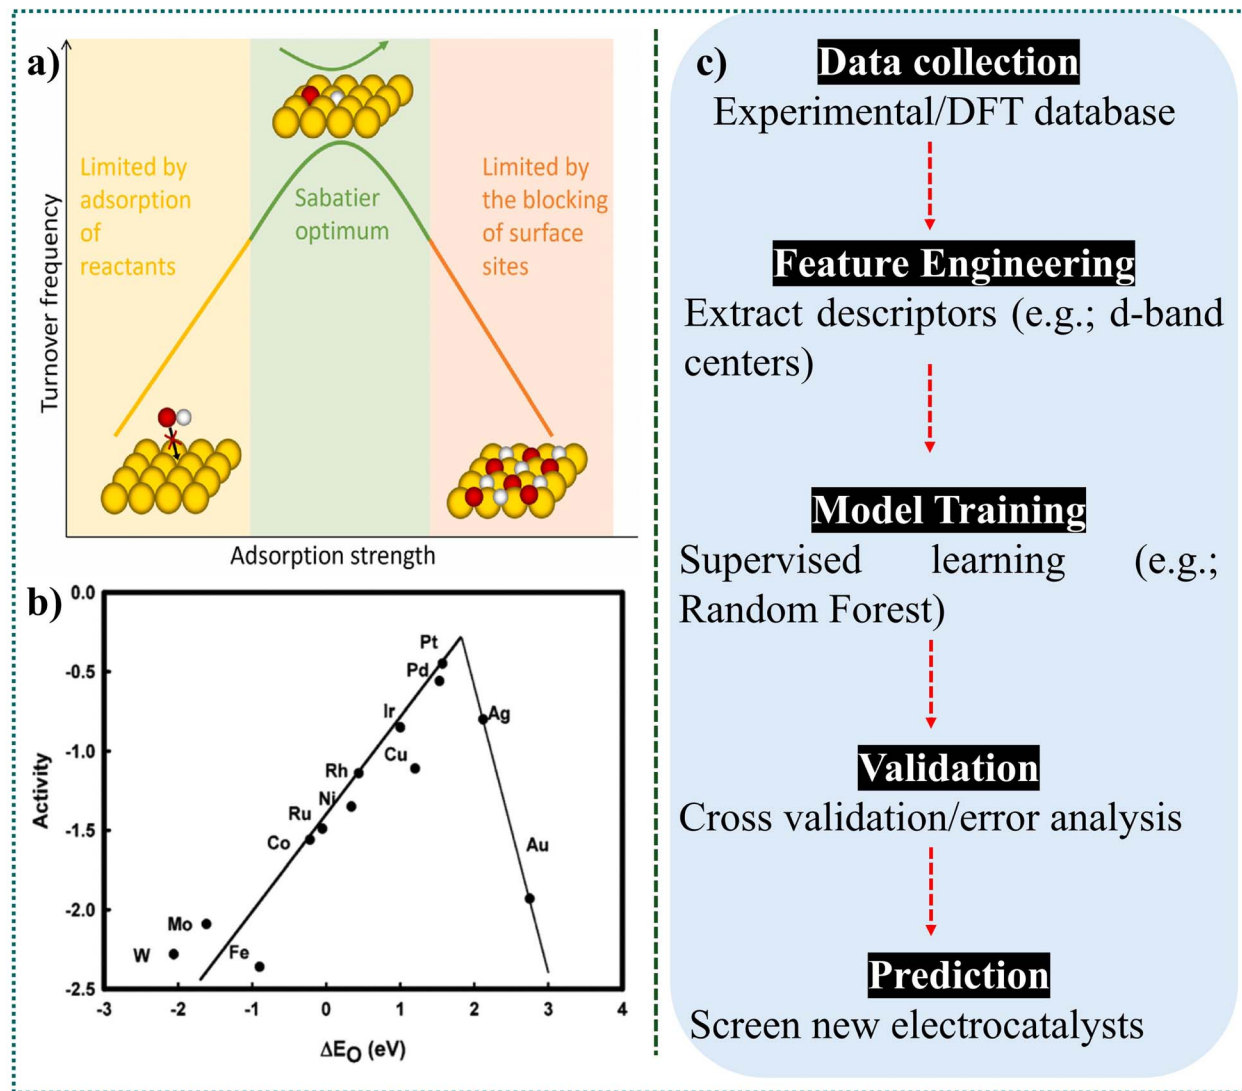 a)
Turnover frequency
Limited by
adsorption
of
reactants
Sabatier
optimum
Limited by
the blocking
of surface
sites
Adsorption strength
b)
Activity
0.0
-0.5
-1.0
-1.5
-2.0
-2.5
Pt
Pd
Ir
Ag
Cu
Rh
Ni
Ru
Co
Au
Mo
W
Fe
-3
-2
-1
0
1
2
3
4
ΔEO (eV)
c)
Data collection
Experimental/DFT database
Feature Engineering
Extract descriptors (e.g.; d-band
centers)
Model Training
Supervised learning (e.g.;
Random Forest)
Validation
Cross validation/error analysis
Prediction
Screen new electrocatalysts